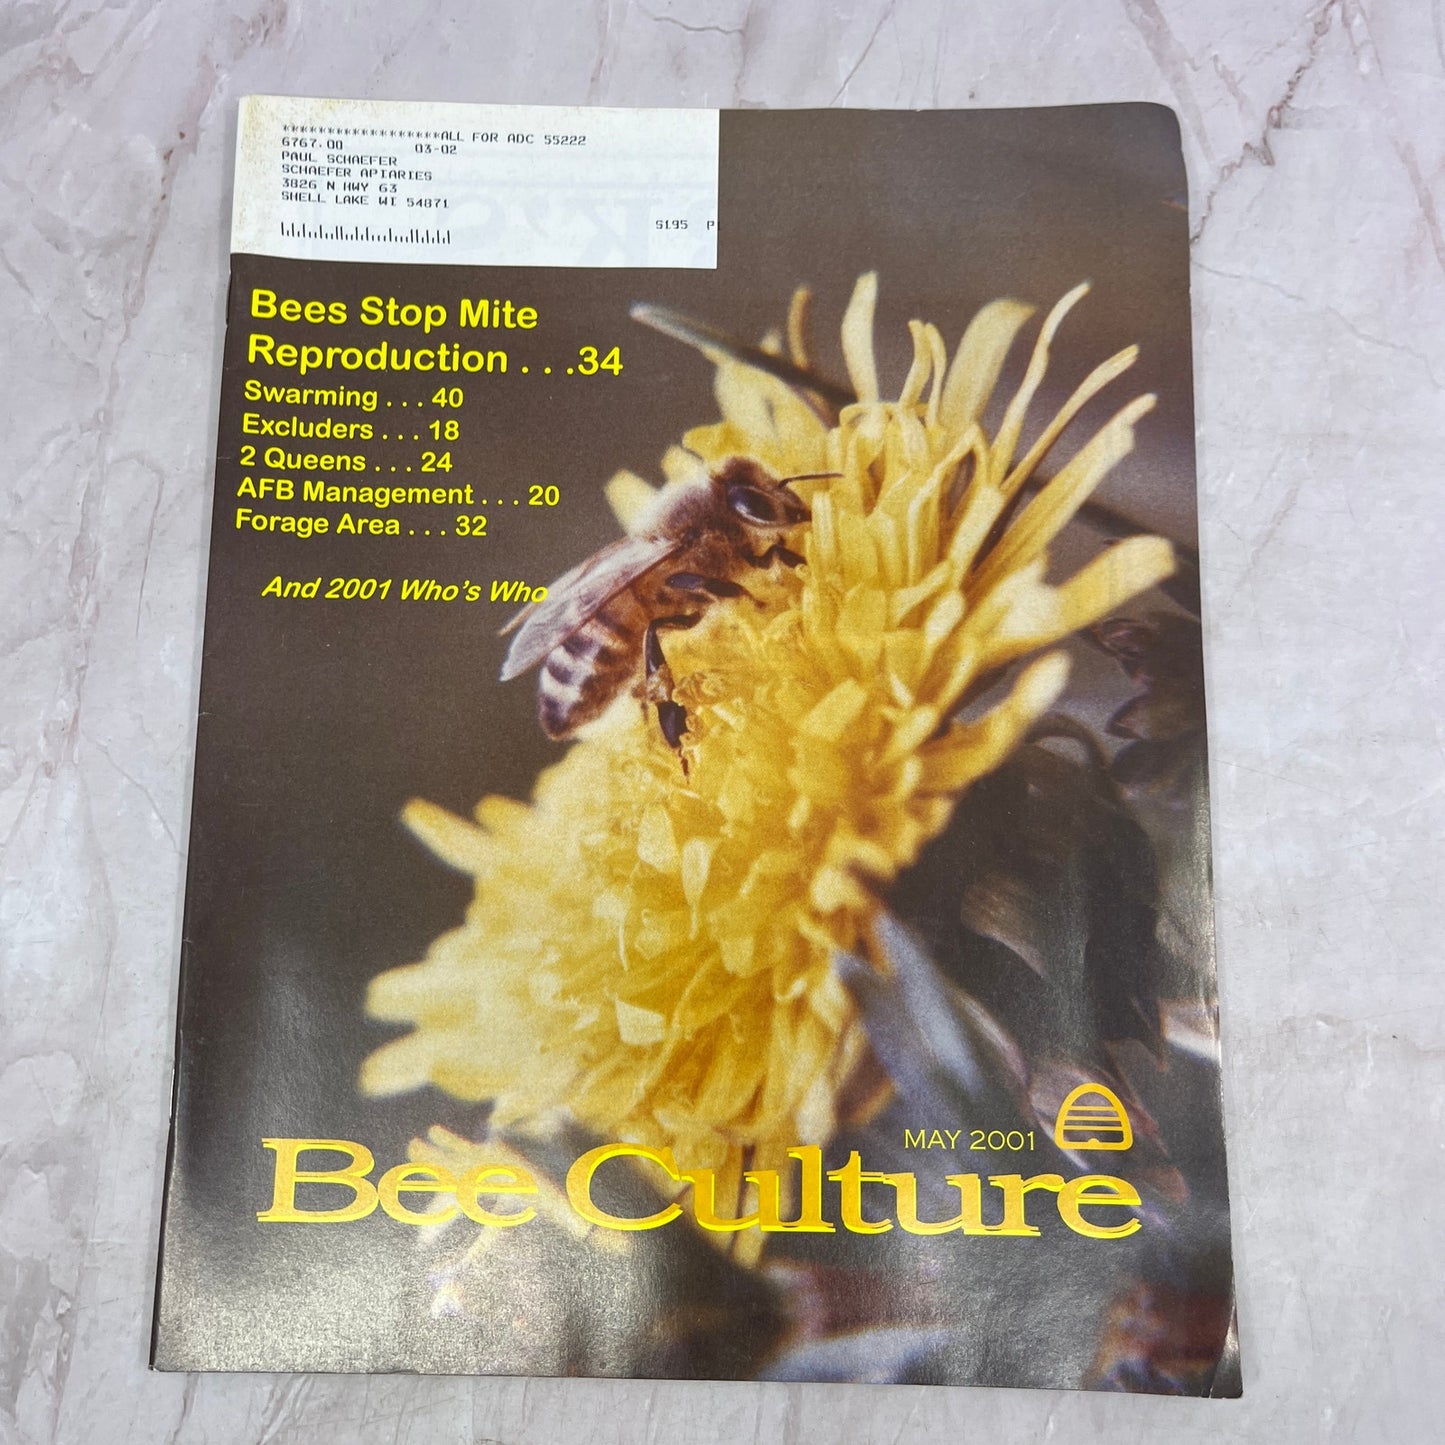 ******************ALL FOR ADC 55222
6767.00 03-02
PAUL SCHAEFER
SCHAEFER APIARIES
3826 N HWY 63
SHELL LAKE WI 54871
S195 P1
Bees Stop Mite
Reproduction . . .34
Swarming . . . 40
Excluders . . . 18
2 Queens . . . 24
AFB Management . . . 20
Forage Area . . . 32
And 2001 Who's Who
MAY 2001
Bee Culture